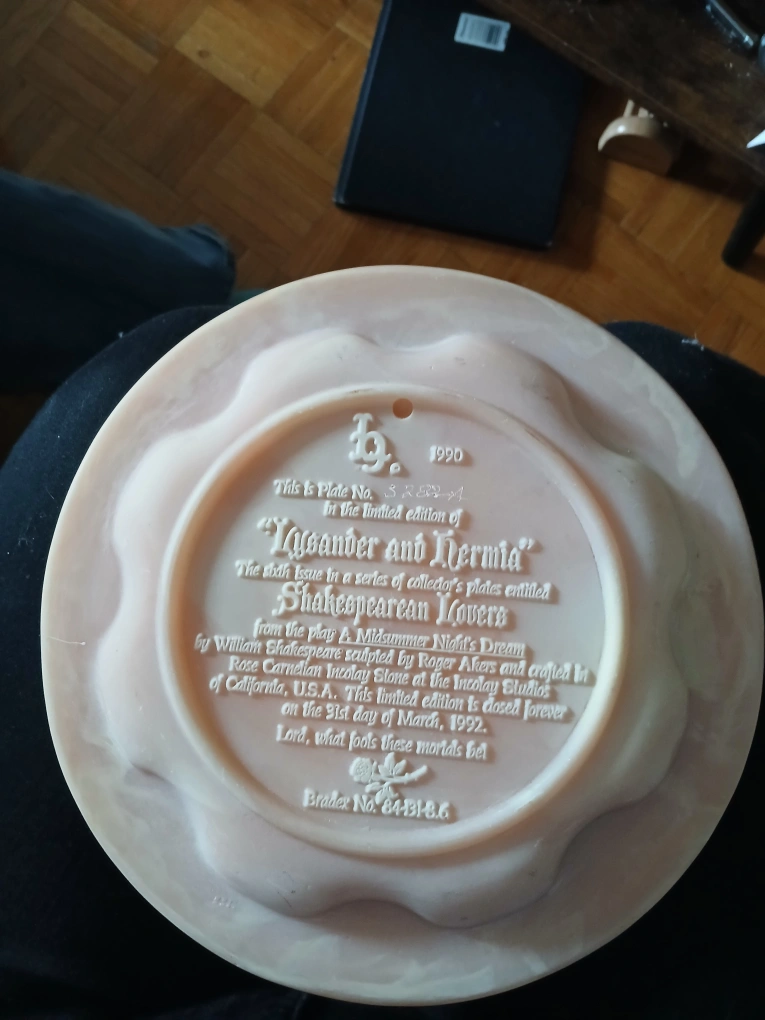 h. 1990
This is Plate No.
in the limited edition of
"Lysander and Hermia"
The sixth issue in a series of collector's plates entitled
Shakespearean Lovers
from the play A Midsummer Night's Dream
by William Shakespeare sculpted by Roger Akers and crafted in
Rose Carnelian Incolay Stone at the Incolay Studios
of California, U.S.A. This limited edition is closed forever
on the 31st day of March, 1992.
Lord, what fools these mortals be!
Bradex No. 84-B1-8.6